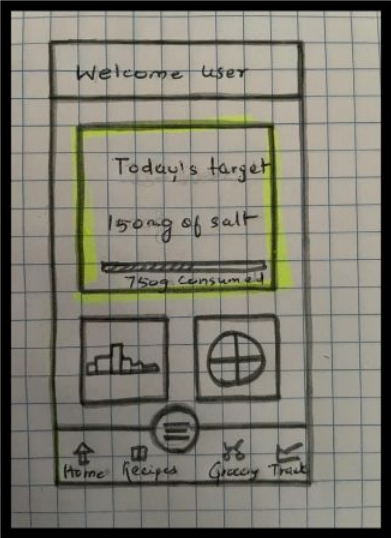 Welcome user
Today's target
150mg of salt
750g consumed
Home Recipes Grocery Track